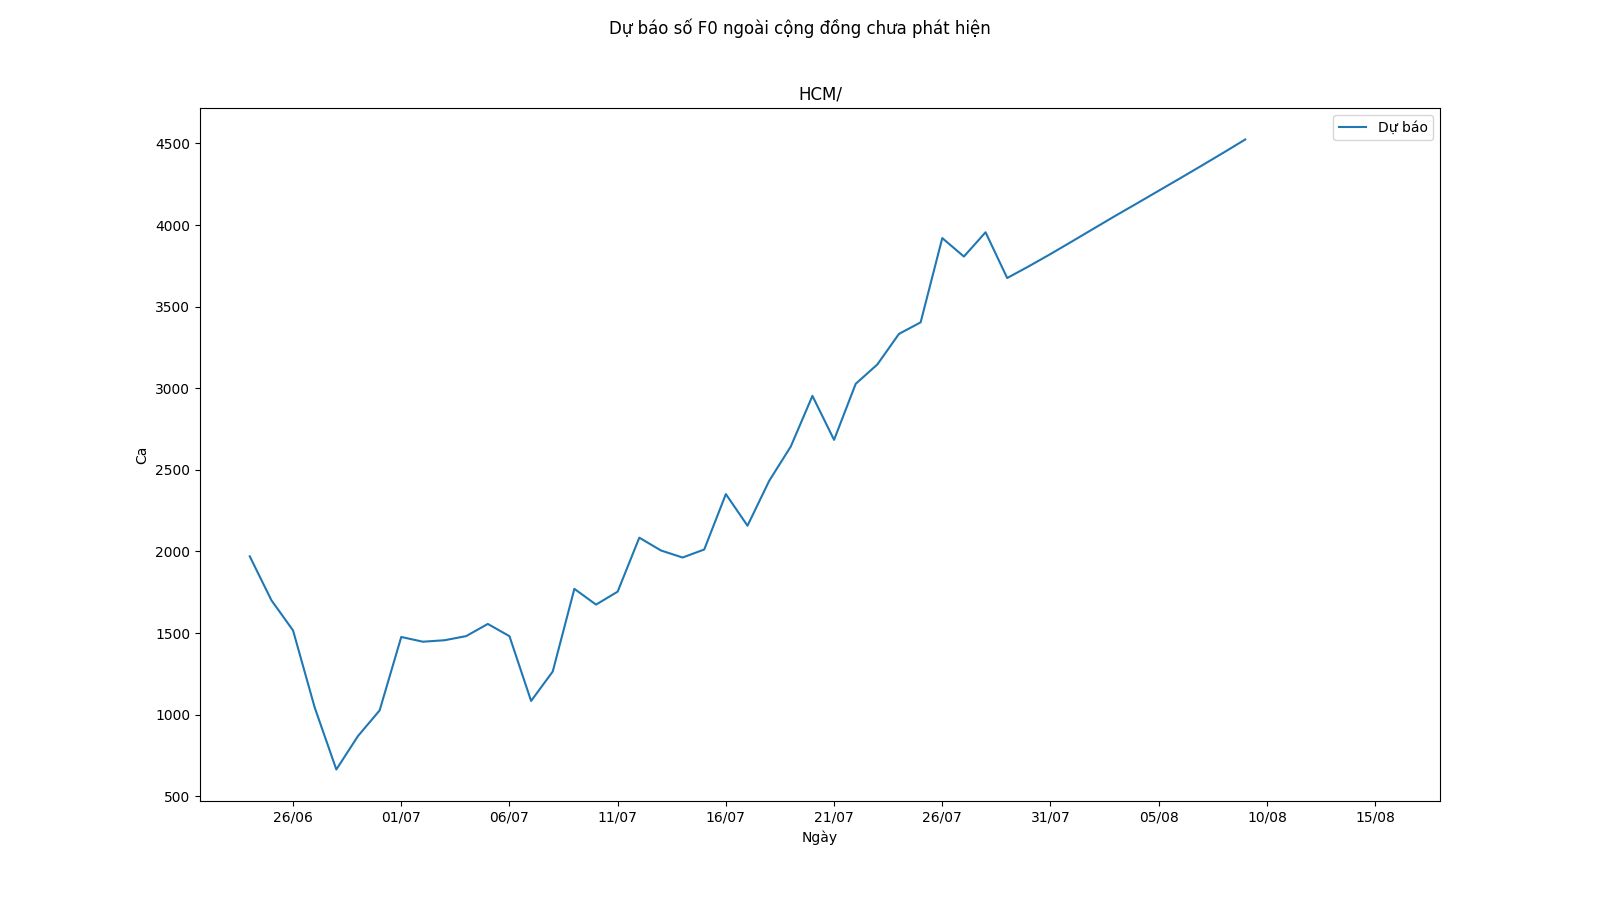 Dự báo số F0 ngoài cộng đồng chưa phát hiện
HCM/
Dự báo
4500
4000
3500
3000
2500
2000
1500
1000
500
Ca
26/06 01/07 06/07 11/07 16/07 21/07 26/07 31/07 05/08 10/08 15/08
Ngày